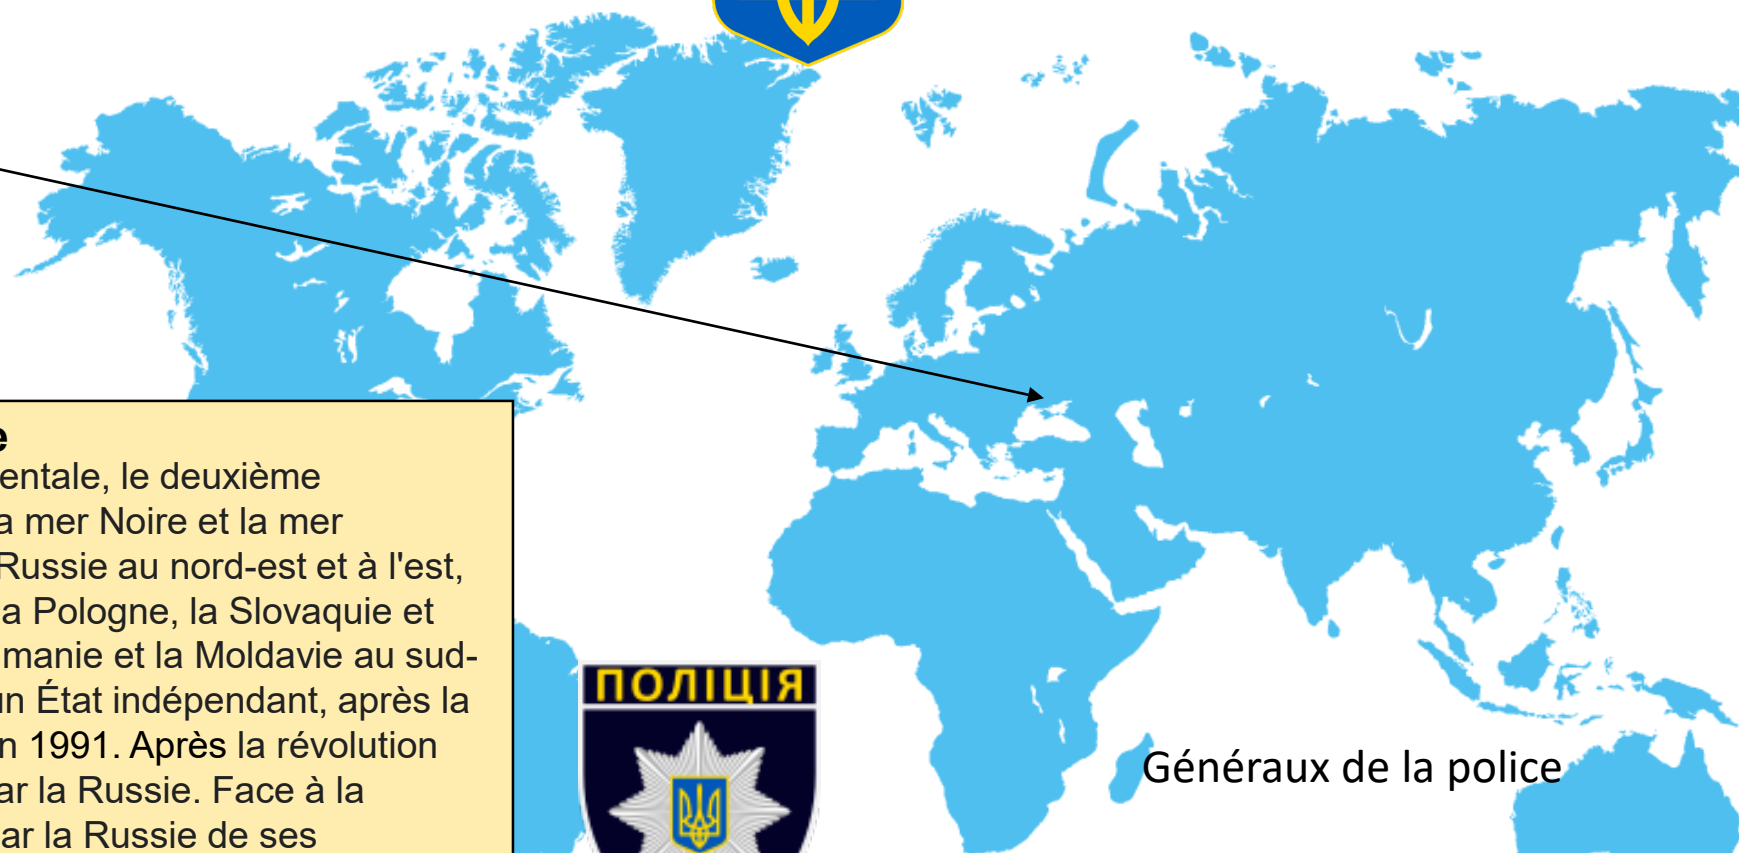 e
entale, le deuxième
a mer Noire et la mer
Russie au nord-est et à l'est,
a Pologne, la Slovaquie et
manie et la Moldavie au sud-
un État indépendant, après la
n 1991. Après la révolution
ar la Russie. Face à la
ar la Russie de ses
ПОЛІЦІЯ
Généraux de la police